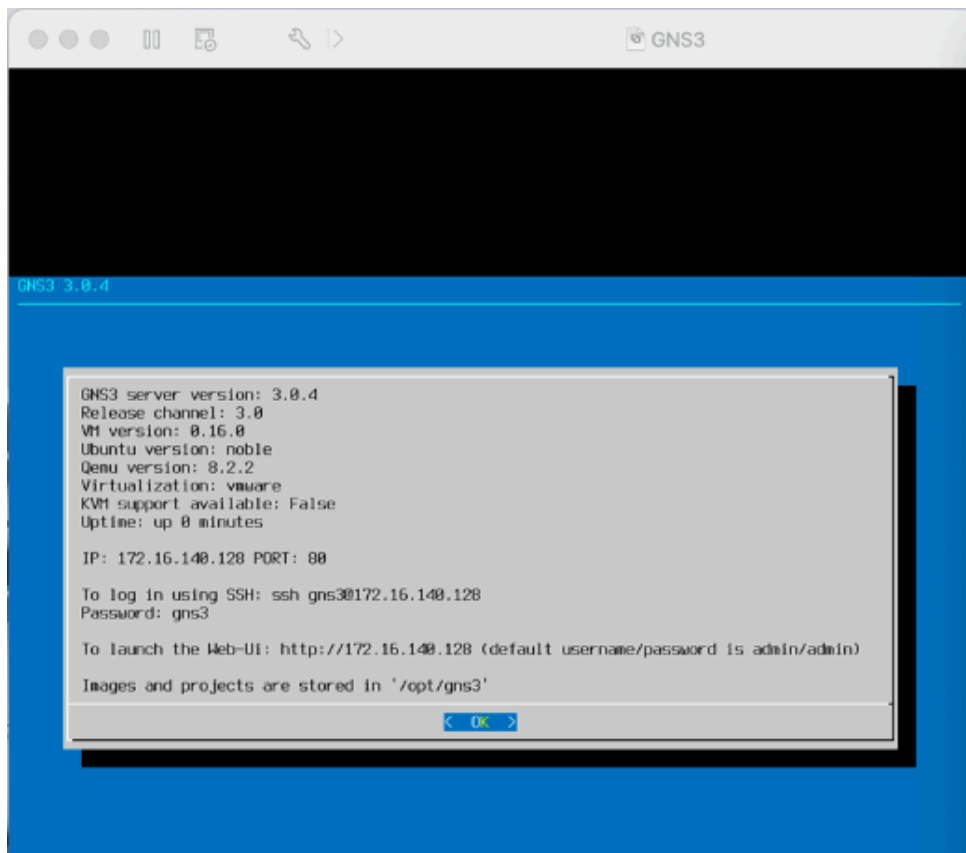 GNS3
GNS3 3.0.4
GNS3 server version: 3.0.4
Release channel: 3.0
VM version: 0.16.0
Ubuntu version: noble
Qemu version: 8.2.2
Virtualization: vmware
KVM support available: False
Uptime: up 0 minutes
IP: 172.16.140.128 PORT: 80
To log in using SSH: ssh gns3@172.16.140.128
Password: gns3
To launch the Web-Ui: http://172.16.140.128 (default username/password is admin/admin)
Images and projects are stored in '/opt/gns3'
< OK >